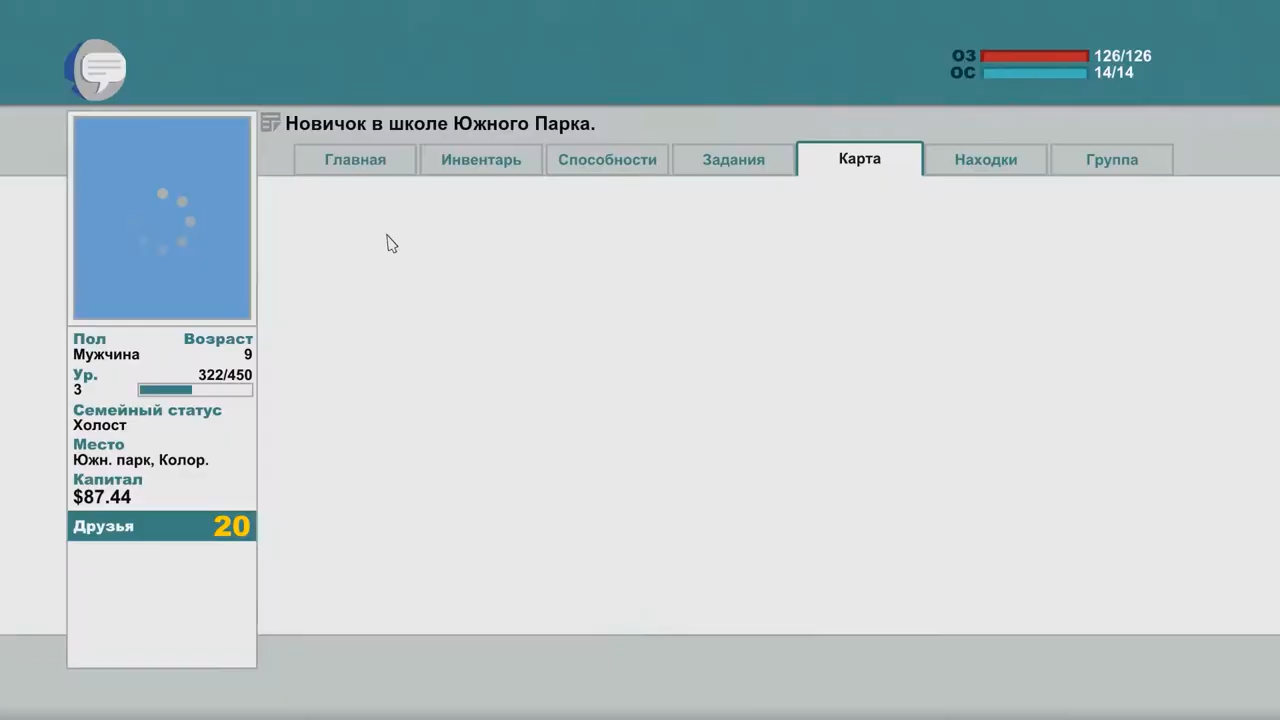 ОЗ 126/126
ОС 14/14
Новичок в школе Южного Парка.
Главная Инвентарь Способности Задания Карта Находки Группа
Пол Возраст
Мужчина 9
Ур. 322/450
3
Семейный статус
Холост
Место
Южн. парк, Колор.
Капитал
$87.44
Друзья 20